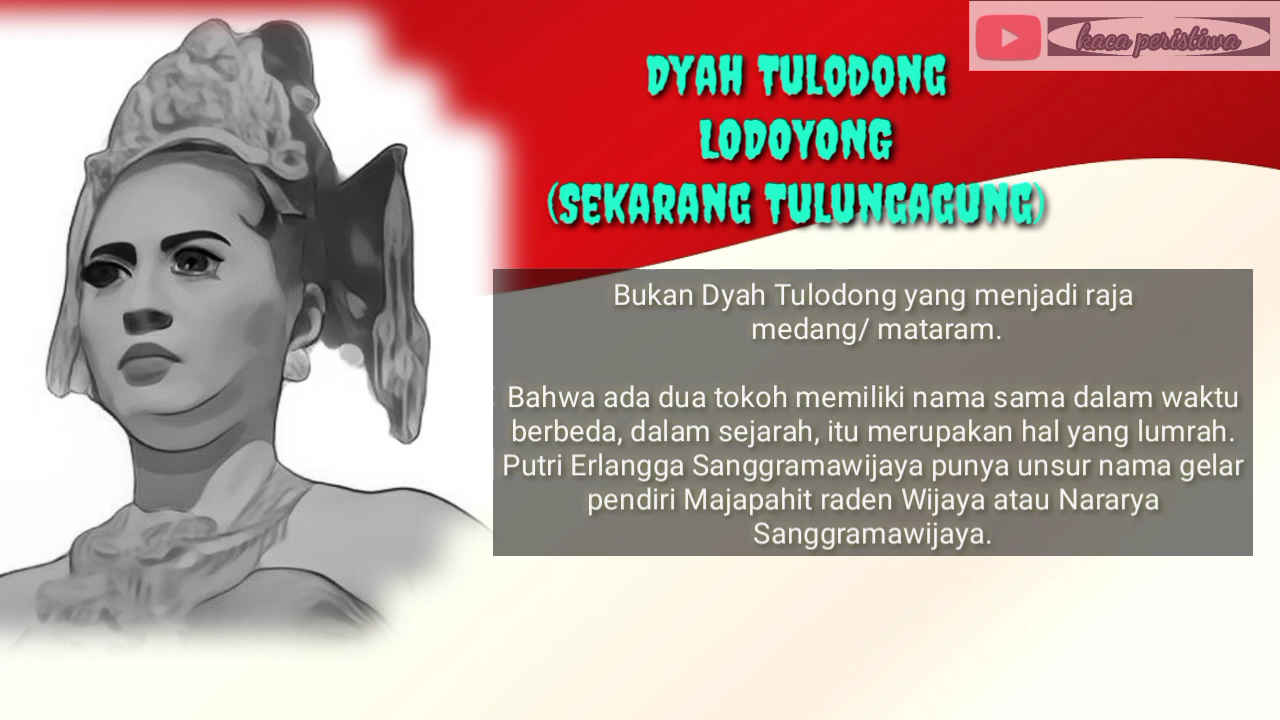 kaca peristiwa
DYAH TULODONG
LODOYONG
(SEKARANG TULUNGAGUNG)
Bukan Dyah Tulodong yang menjadi raja
medang/ mataram.
Bahwa ada dua tokoh memiliki nama sama dalam waktu
berbeda, dalam sejarah, itu merupakan hal yang lumrah.
Putri Erlangga Sanggramawijaya punya unsur nama gelar
pendiri Majapahit raden Wijaya atau Nararya
Sanggramawijaya.